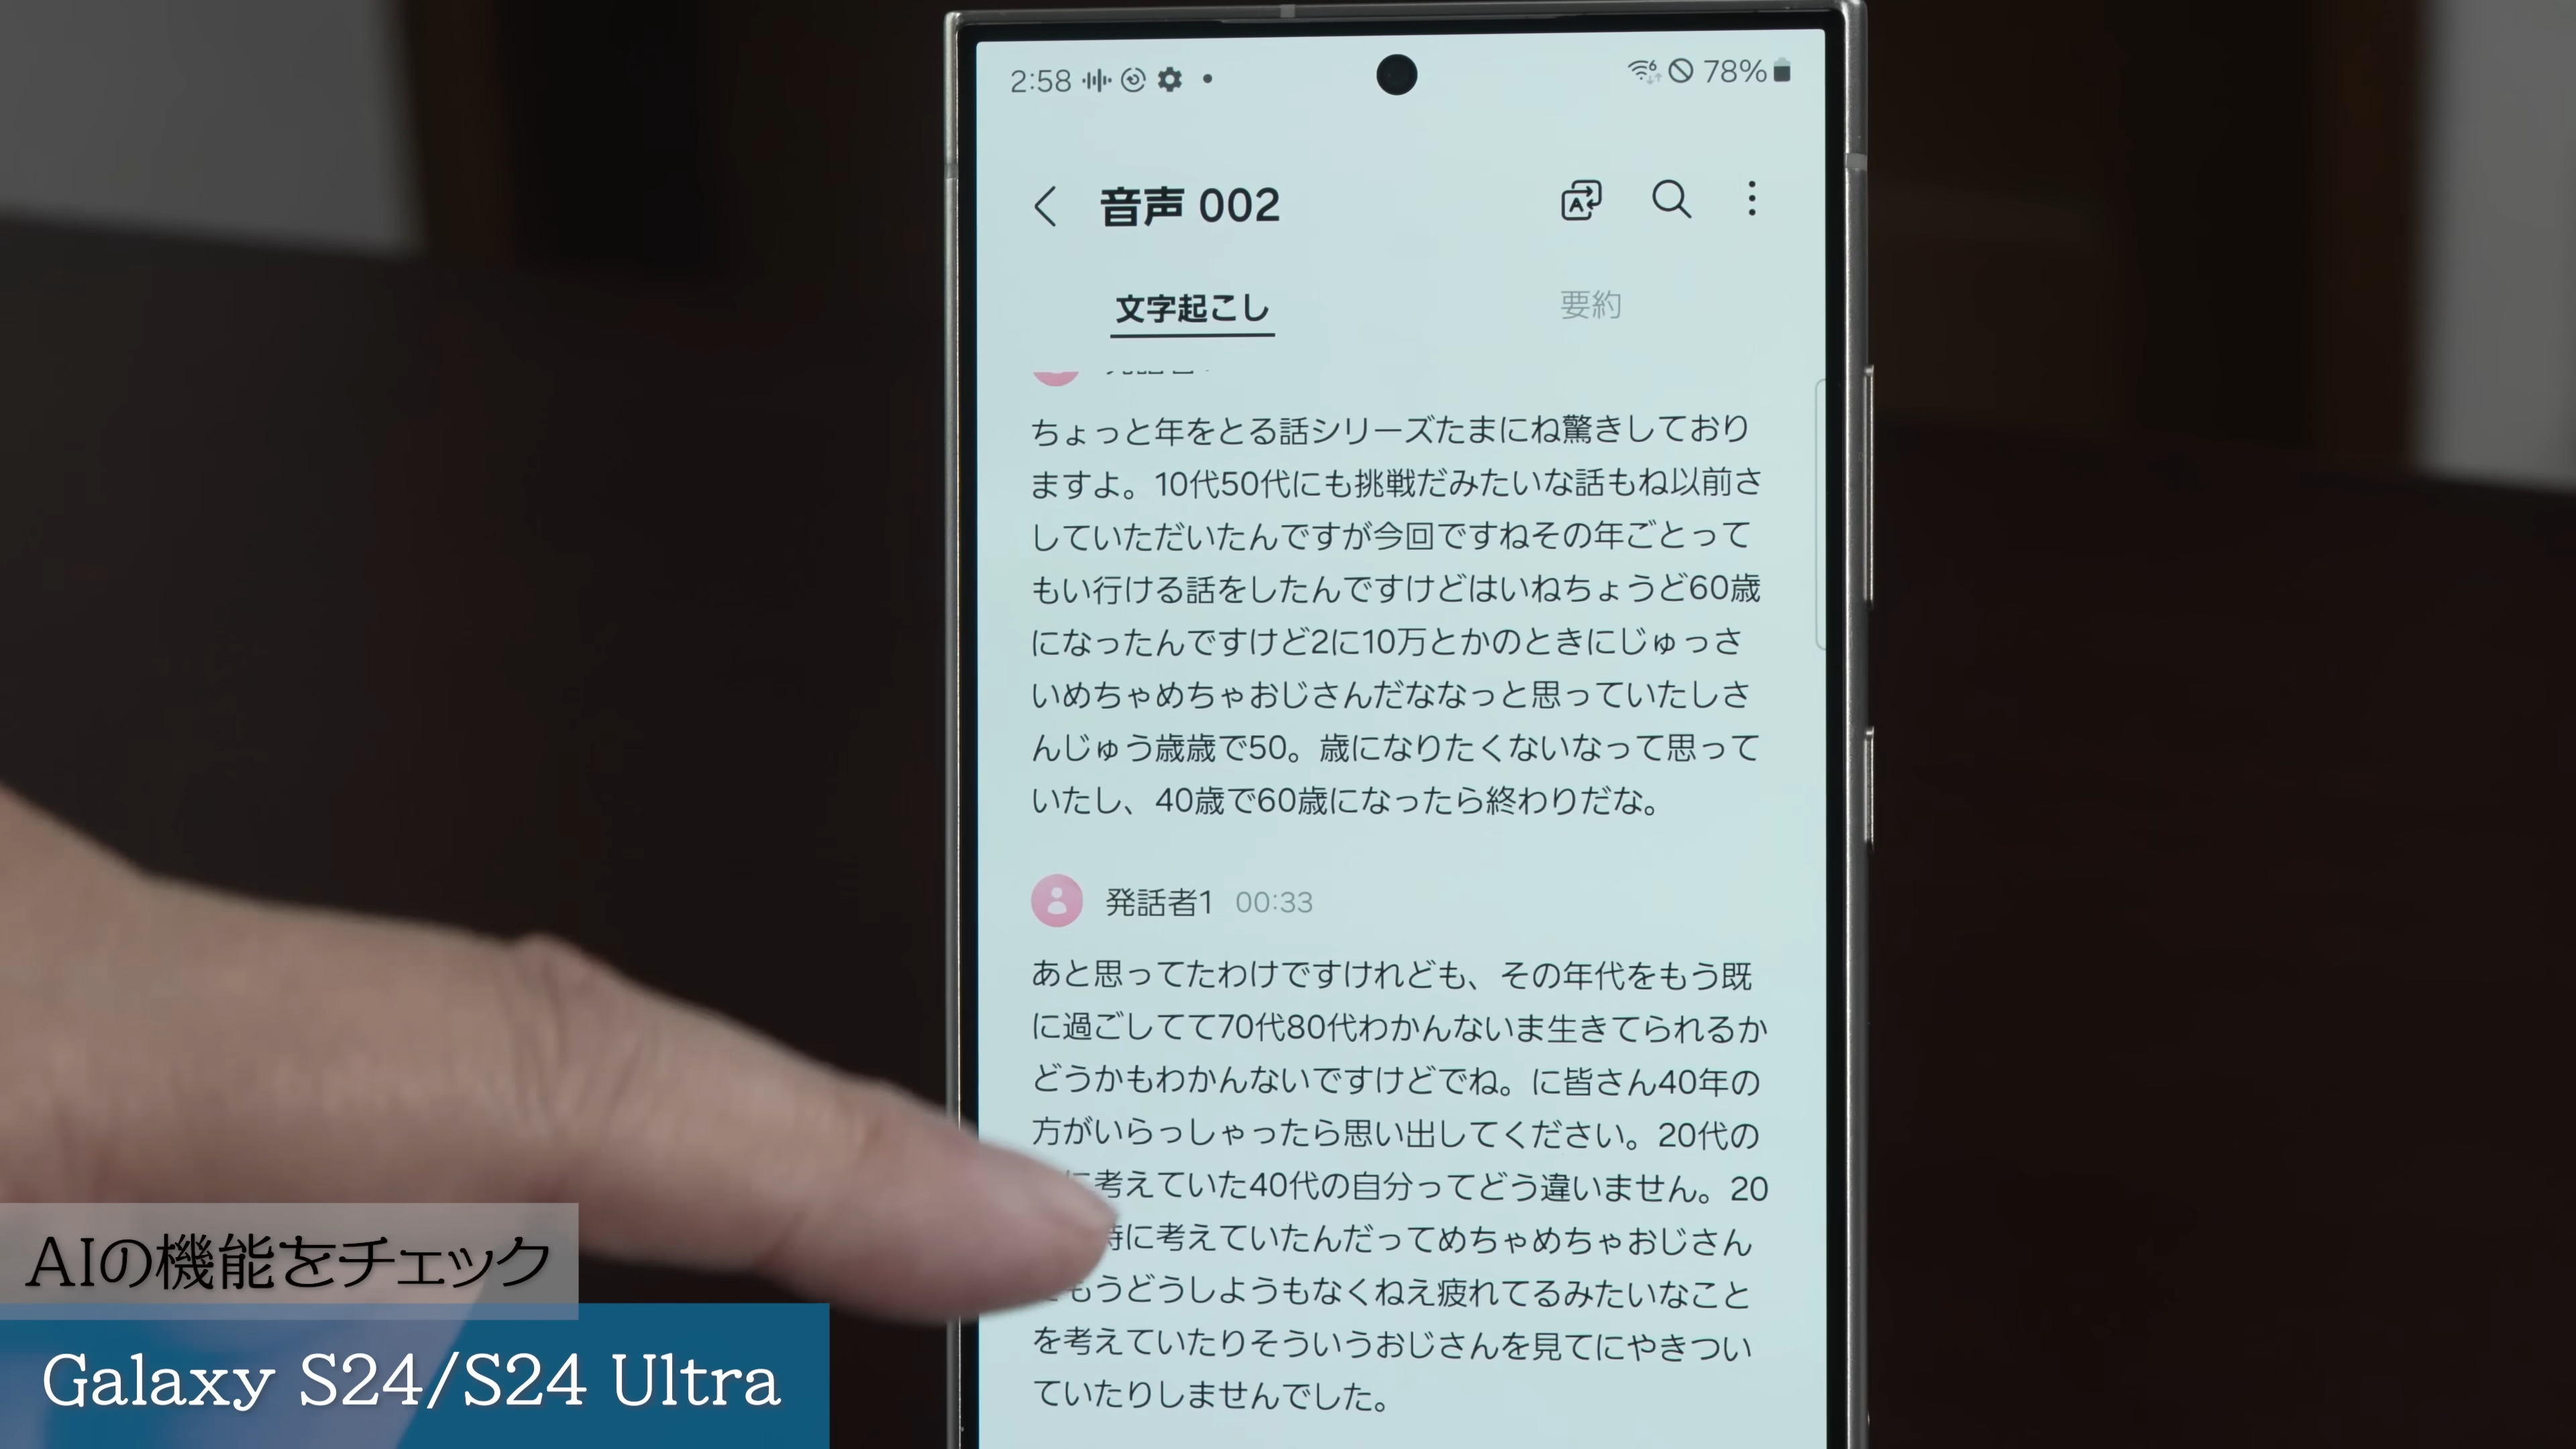 2:58
78%
音声 002
文字起こし
要約
ちょっと年をとる話シリーズたまにね驚きしており
ますよ。10代50代にも挑戦だみたいな話もね以前さ
していただいたんですが今回ですねその年ごとって
もい行ける話をしたんですけどはいねちょうど60歳
になったんですけど2に10万とかのときにじゅっさ
いめちゃめちゃおじさんだななっと思っていたしさ
んじゅう歳歳で50。歳になりたくないなって思って
いたし、40歳で60歳になったら終わりだな。
発話者1 00:33
あと思ってたわけですけれども、その年代をもう既
に過ごしてて70代80代わかんないま生きてられるか
どうかもわかんないですけどでね。に皆さん40年の
方がいらっしゃったら思い出してください。20代の
考えていた40代の自分ってどう違いません。20
時に考えていたんだってめちゃめちゃおじさん
もうどうしようもなくねえ疲れてるみたいなこと
を考えていたりそういうおじさんを見てにやきつい
ていたりしませんでした。
AIの機能をチェック
Galaxy S24/S24 Ultra